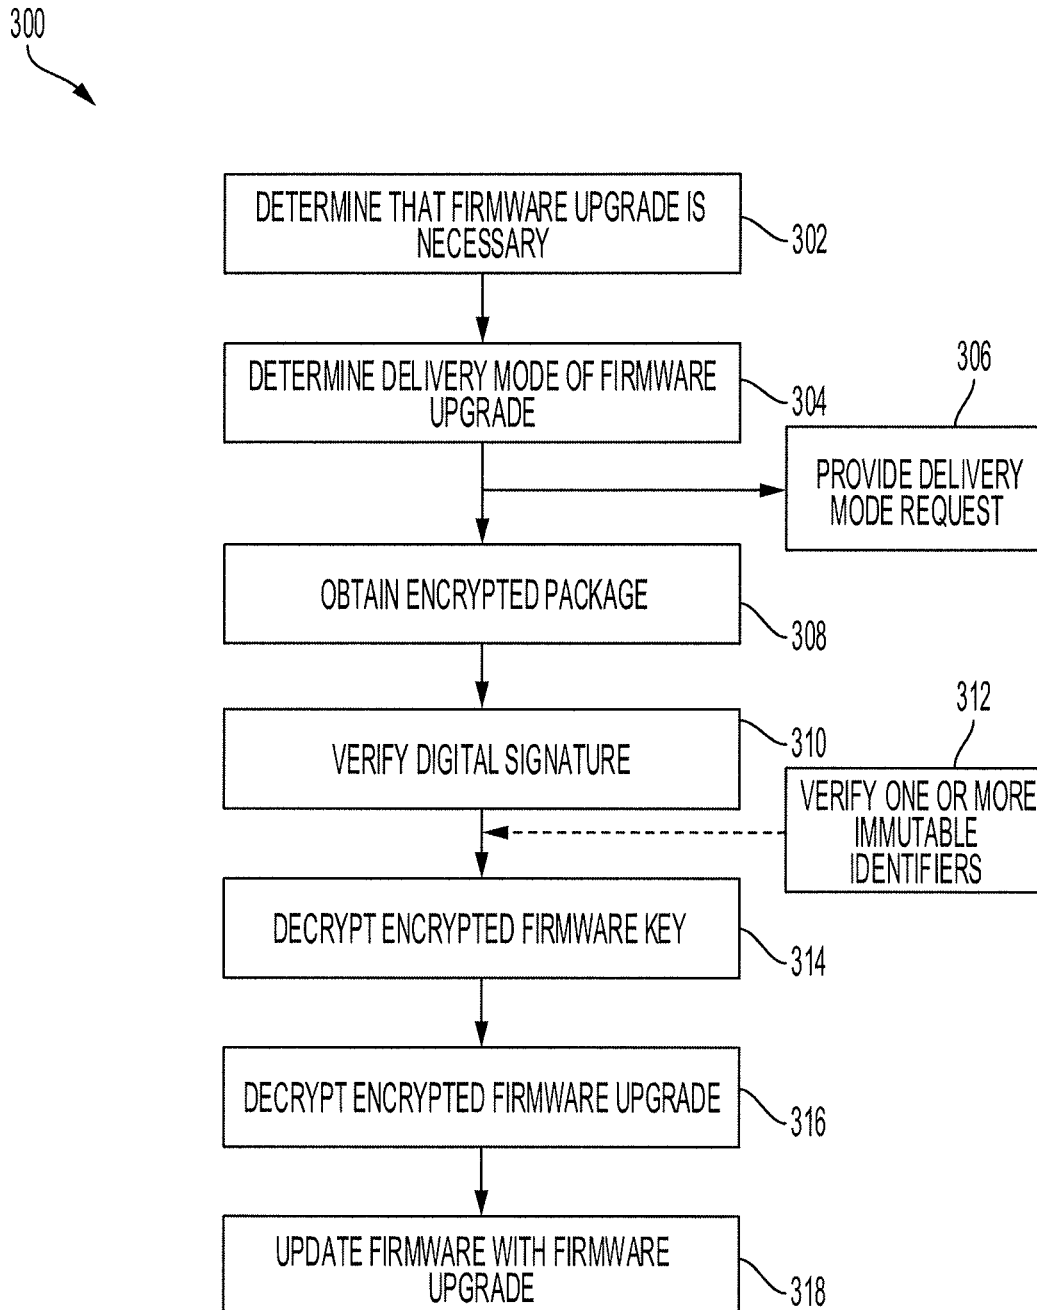 300
DETERMINE THAT FIRMWARE UPGRADE IS
NECESSARY
302
DETERMINE DELIVERY MODE OF FIRMWARE
UPGRADE
304
306
PROVIDE DELIVERY
MODE REQUEST
OBTAIN ENCRYPTED PACKAGE
308
VERIFY DIGITAL SIGNATURE
310
312
VERIFY ONE OR MORE
IMMUTABLE
IDENTIFIERS
DECRYPT ENCRYPTED FIRMWARE KEY
314
DECRYPT ENCRYPTED FIRMWARE UPGRADE
316
UPDATE FIRMWARE WITH FIRMWARE
UPGRADE
318